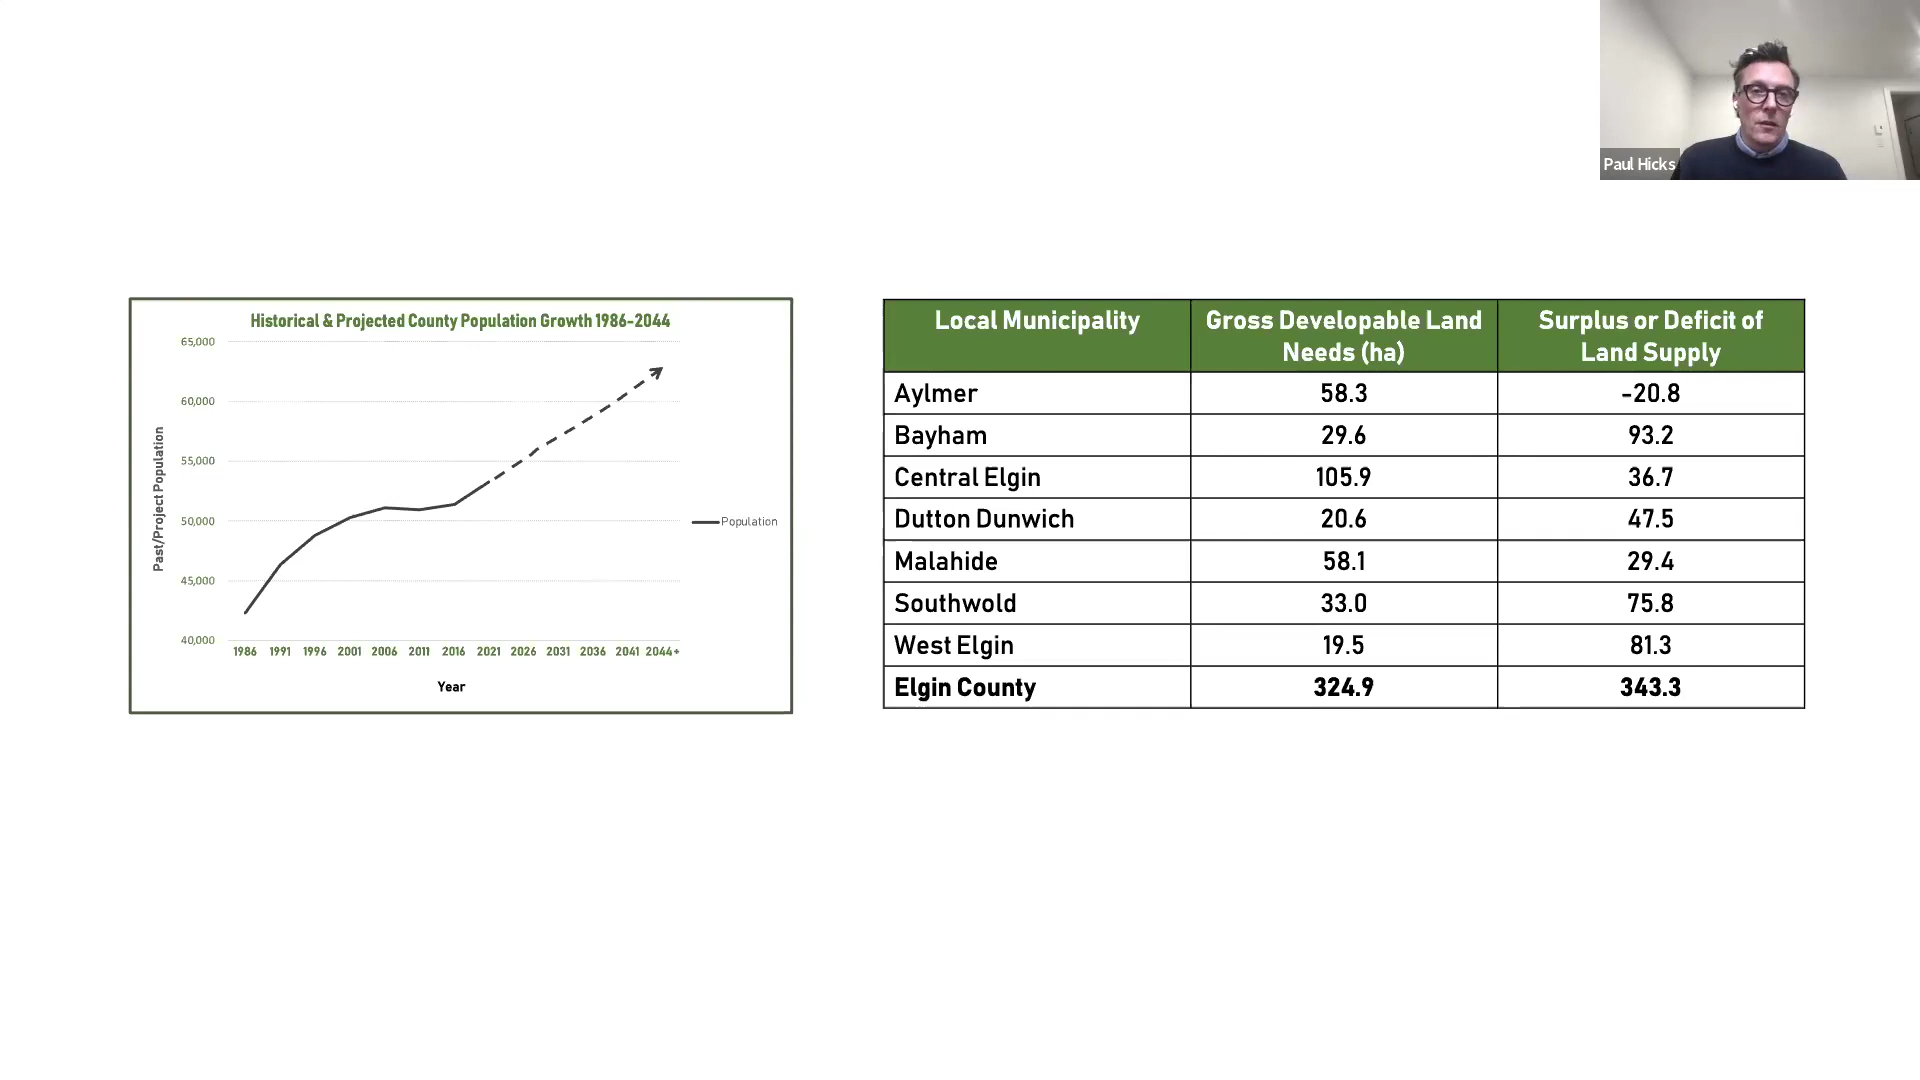 Paul Hicks
Historical & Projected County Population Growth 1986-2044
65,000
60,000
55,000
50,000
45,000
40,000
Past/Project Population
1986 1991 1996 2001 2006 2011 2016 2021 2026 2031 2036 2041 2044+
Year
Population
Local Municipality Gross Developable Land Needs (ha) Surplus or Deficit of Land Supply
Aylmer 58.3 -20.8
Bayham 29.6 93.2
Central Elgin 105.9 36.7
Dutton Dunwich 20.6 47.5
Malahide 58.1 29.4
Southwold 33.0 75.8
West Elgin 19.5 81.3
Elgin County 324.9 343.3